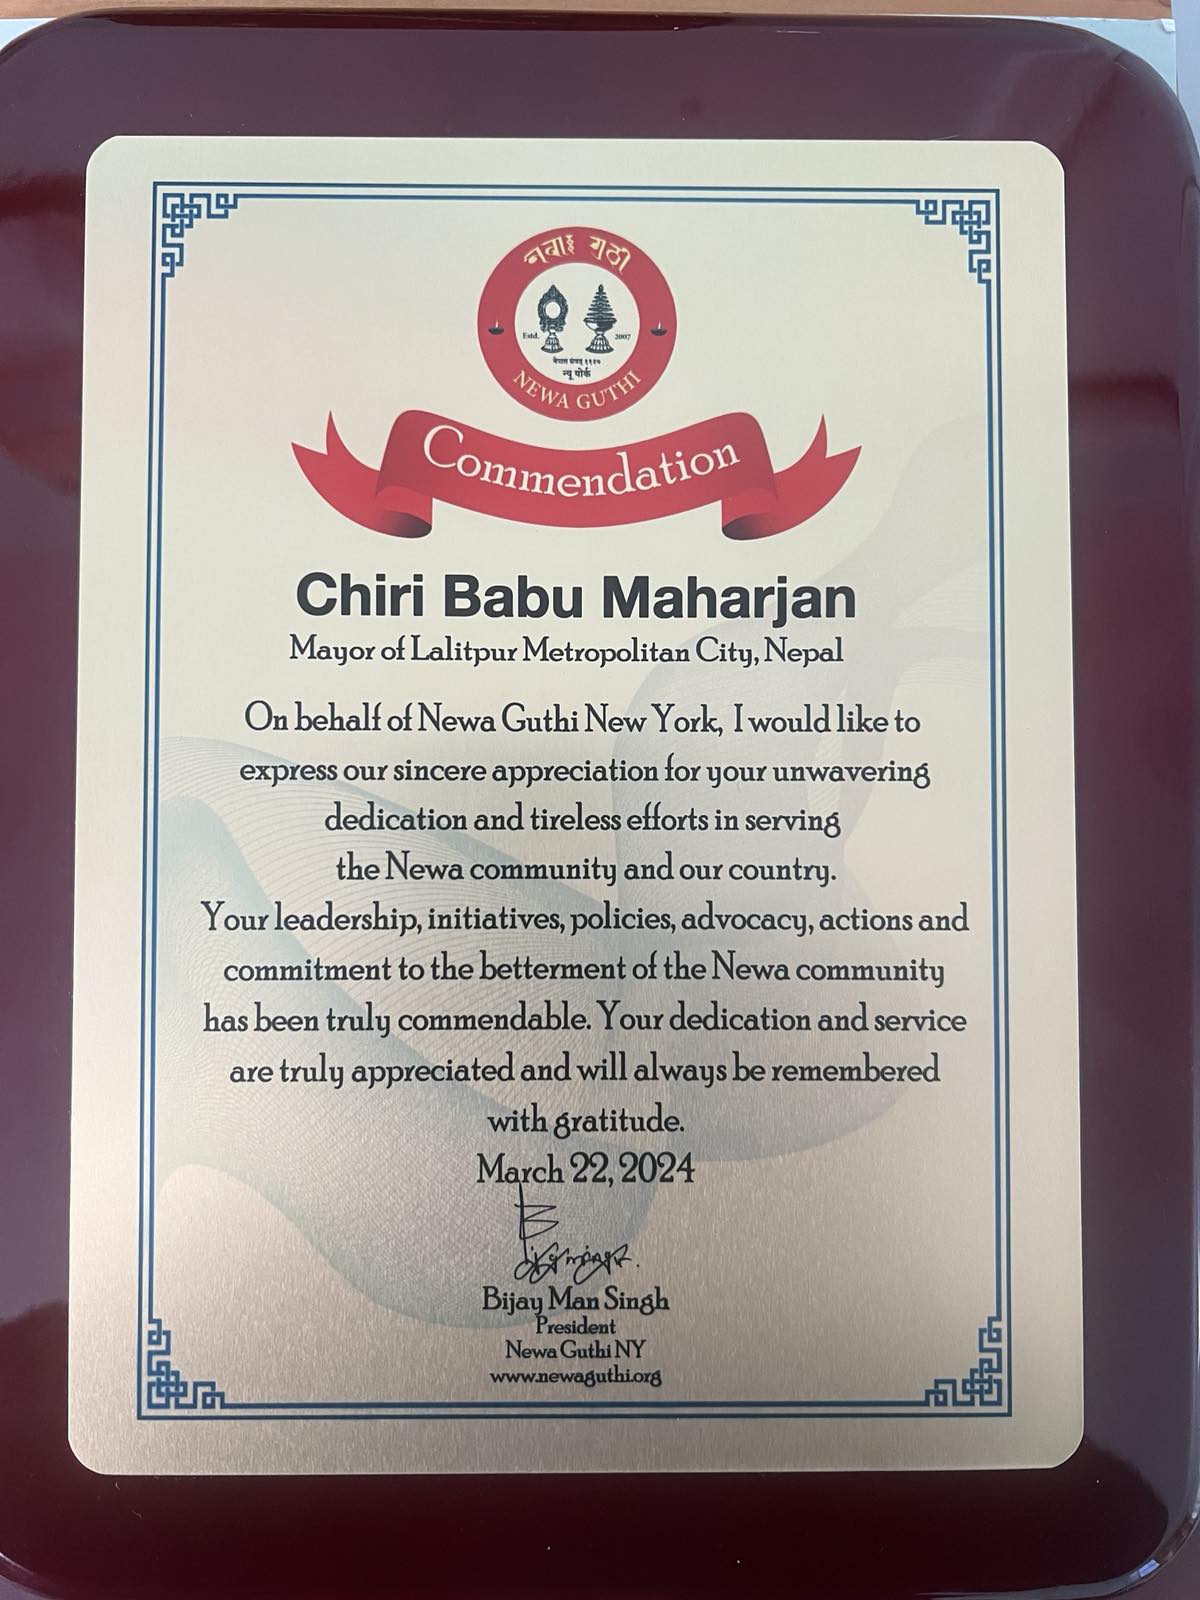 नेवाः गुठी
Estd. 2007
नेपाल सम्वत् ११२७
न्यू योर्क
NEWA GUTHI
Commendation
Chiri Babu Maharjan
Mayor of Lalitpur Metropolitan City, Nepal
On behalf of Newa Guthi New York, I would like to
express our sincere appreciation for your unwavering
dedication and tireless efforts in serving
the Newa community and our country.
Your leadership, initiatives, policies, advocacy, actions and
commitment to the betterment of the Newa community
has been truly commendable. Your dedication and service
are truly appreciated and will always be remembered
with gratitude.
March 22, 2024
Bijay Man Singh
President
Newa Guthi NY
www.newaguthi.org